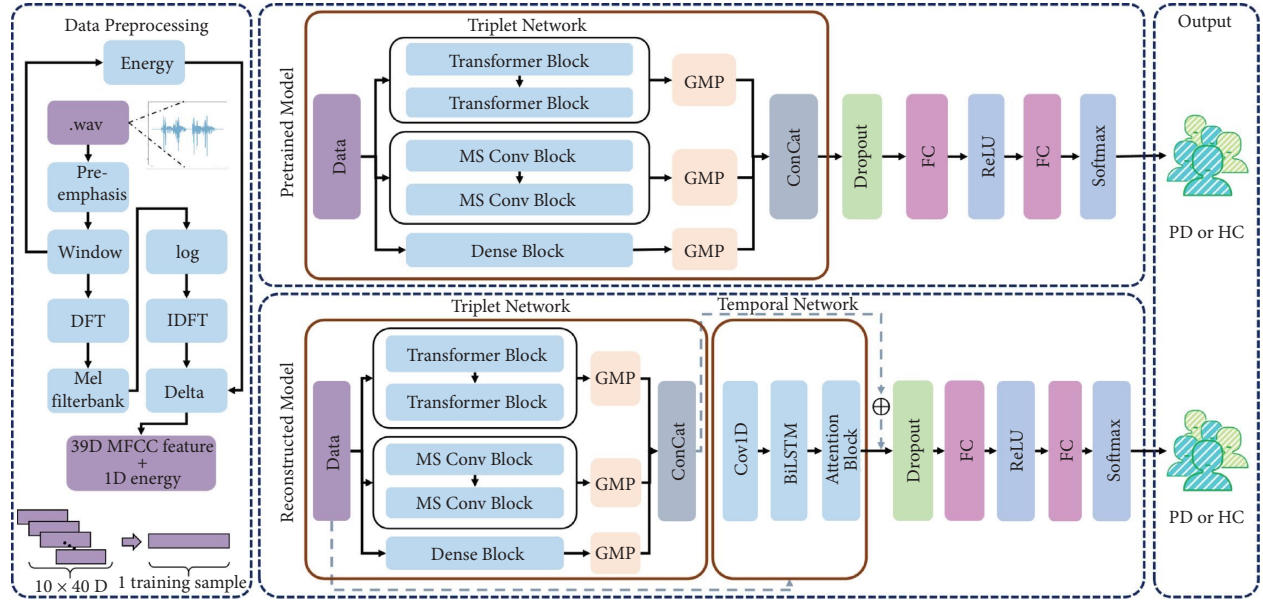 Data Preprocessing
Energy
.wav
Pre-
emphasis
Window
log
DFT
IDFT
Mel
filterbank
Delta
39D MFCC feature
+
1D energy
10 × 40 D
1 training sample
Pretrained Model
Triplet Network
Data
Transformer Block
Transformer Block
GMP
MS Conv Block
MS Conv Block
GMP
Dense Block
GMP
ConCat
Dropout
FC
ReLU
FC
Softmax
Reconstructed Model
Triplet Network
Data
Transformer Block
Transformer Block
GMP
MS Conv Block
MS Conv Block
GMP
Dense Block
GMP
ConCat
Temporal Network
Cov1D
BiLSTM
Attention
Block
Dropout
FC
ReLU
FC
Softmax
Output
PD or HC
PD or HC